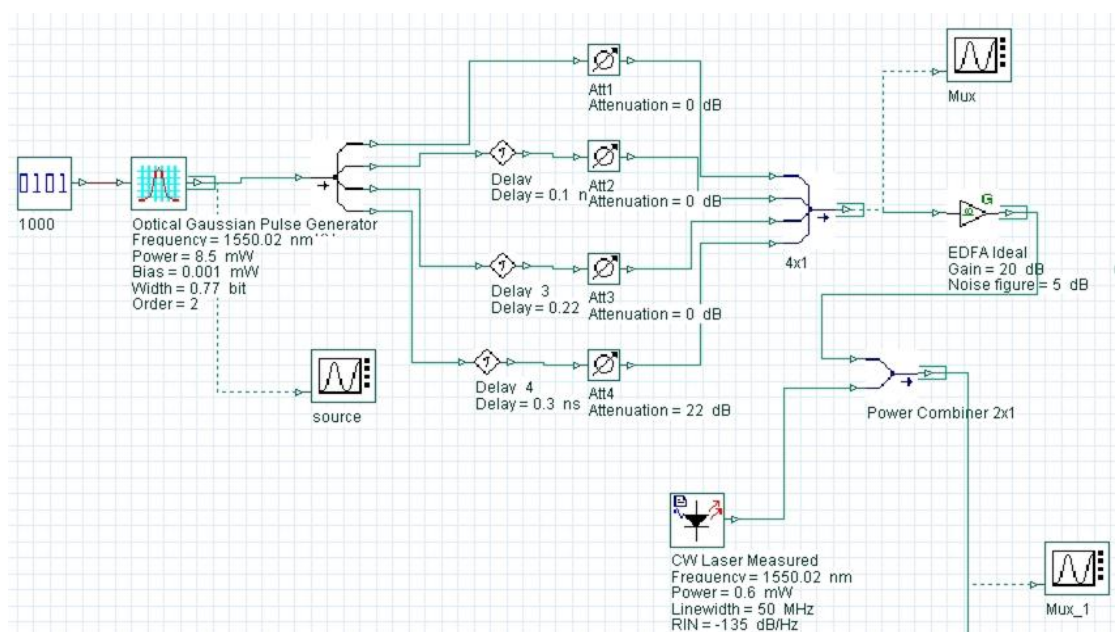 0101
1000
Optical Gaussian Pulse Generator
Frequency = 1550.02 nm
Power = 8.5 mW
Bias = 0.001 mW
Width = 0.77 bit
Order = 2
source
Att1
Attenuation = 0 dB
Delay
Delay = 0.1 n
Att2
Attenuation = 0 dB
Delay 3
Delay = 0.22
Att3
Attenuation = 0 dB
Delay 4
Delay = 0.3 ns
Att4
Attenuation = 22 dB
4x1
Mux
G
EDFA Ideal
Gain = 20 dB
Noise figure = 5 dB
Power Combiner 2x1
CW Laser Measured
Frequency = 1550.02 nm
Power = 0.6 mW
Linewidth = 50 MHz
RIN = -135 dB/Hz
Mux_1